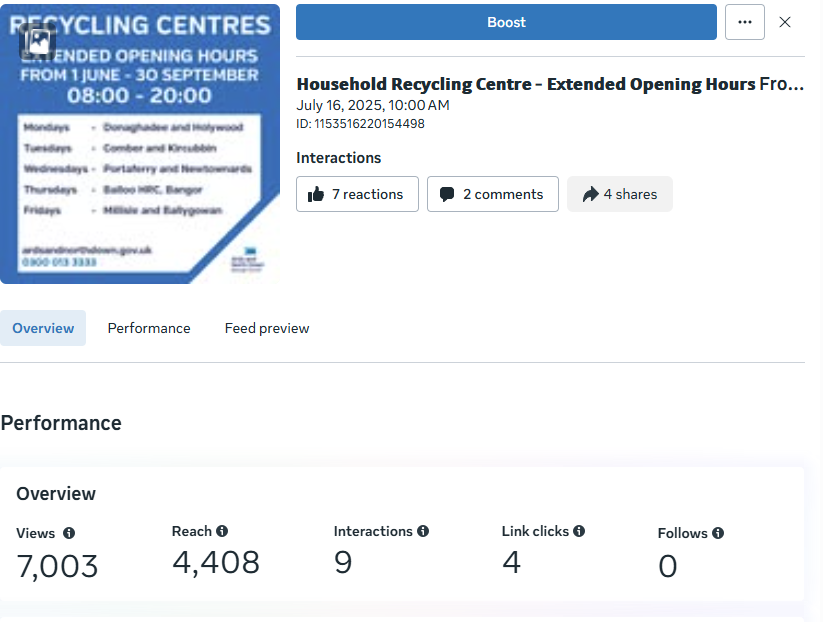 RECYCLING CENTRES
EXTENDED OPENING HOURS
FROM 1 JUNE - 30 SEPTEMBER
08:00 - 20:00
Mondays - Donaghadee and Holywood
Tuesdays - Comber and Kircubbin
Wednesdays - Portaferry and Newtownards
Thursdays - Balloo HRC, Bangor
Fridays - Millisle and Ballygowan
ardsandnorthdown.gov.uk
0300 013 3333
Boost
Household Recycling Centre - Extended Opening Hours Fro...
July 16, 2025, 10:00 AM
ID: 1153516220154498
Interactions
7 reactions 2 comments 4 shares
Overview Performance Feed preview
Performance
Overview
Views Reach Interactions Link clicks Follows
7,003 4,408 9 4 0